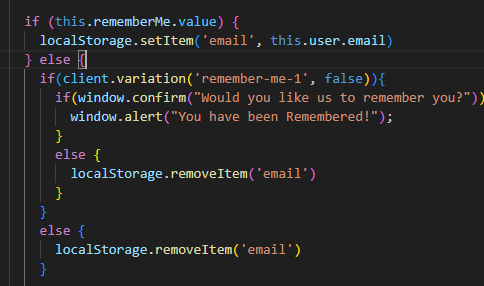 if (this.rememberMe.value) {
  localStorage.setItem('email', this.user.email)
} else {
  if(client.variation('remember-me-1', false)){
    if(window.confirm("Would you like us to remember you?"))
      window.alert("You have been Remembered!");
    }
    else {
      localStorage.removeItem('email')
    }
  }
  else {
    localStorage.removeItem('email')
  }